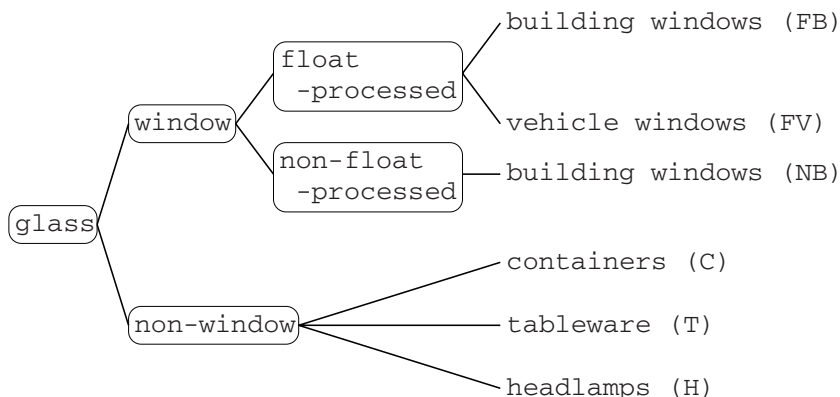 building windows (FB)
float
-processed
window
vehicle windows (FV)
non-float
-processed
building windows (NB)
glass
containers (C)
non-window
tableware (T)
headlamps (H)